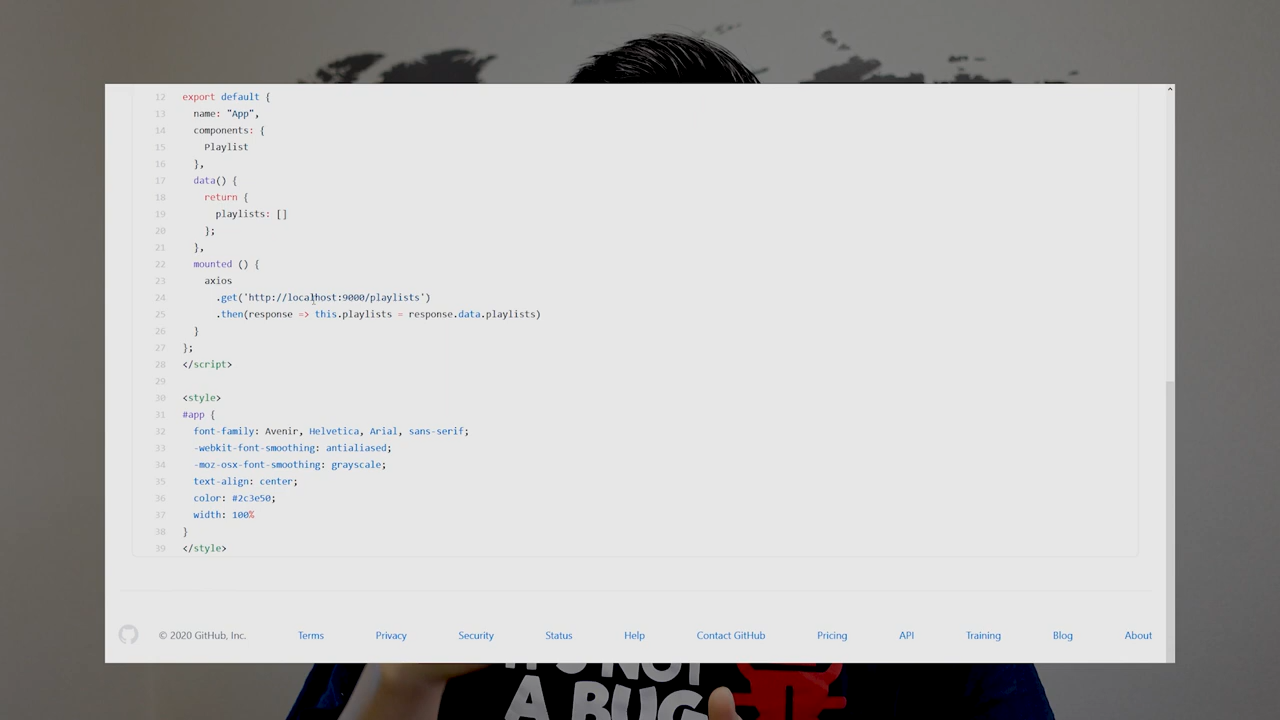 12 export default {
13 name: "App",
14 components: {
15 Playlist
16 },
17 data() {
18 return {
19 playlists: []
20 };
21 },
22 mounted () {
23 axios
24 .get('http://localhost:9000/playlists')
25 .then(response => this.playlists = response.data.playlists)
26 }
27 };
28 </script>
29
30 <style>
31 #app {
32 font-family: Avenir, Helvetica, Arial, sans-serif;
33 -webkit-font-smoothing: antialiased;
34 -moz-osx-font-smoothing: grayscale;
35 text-align: center;
36 color: #2c3e50;
37 width: 100%
38 }
39 </style>
© 2020 GitHub, Inc. Terms Privacy Security Status Help Contact GitHub Pricing API Training Blog About
IT'S NOT
A BUG